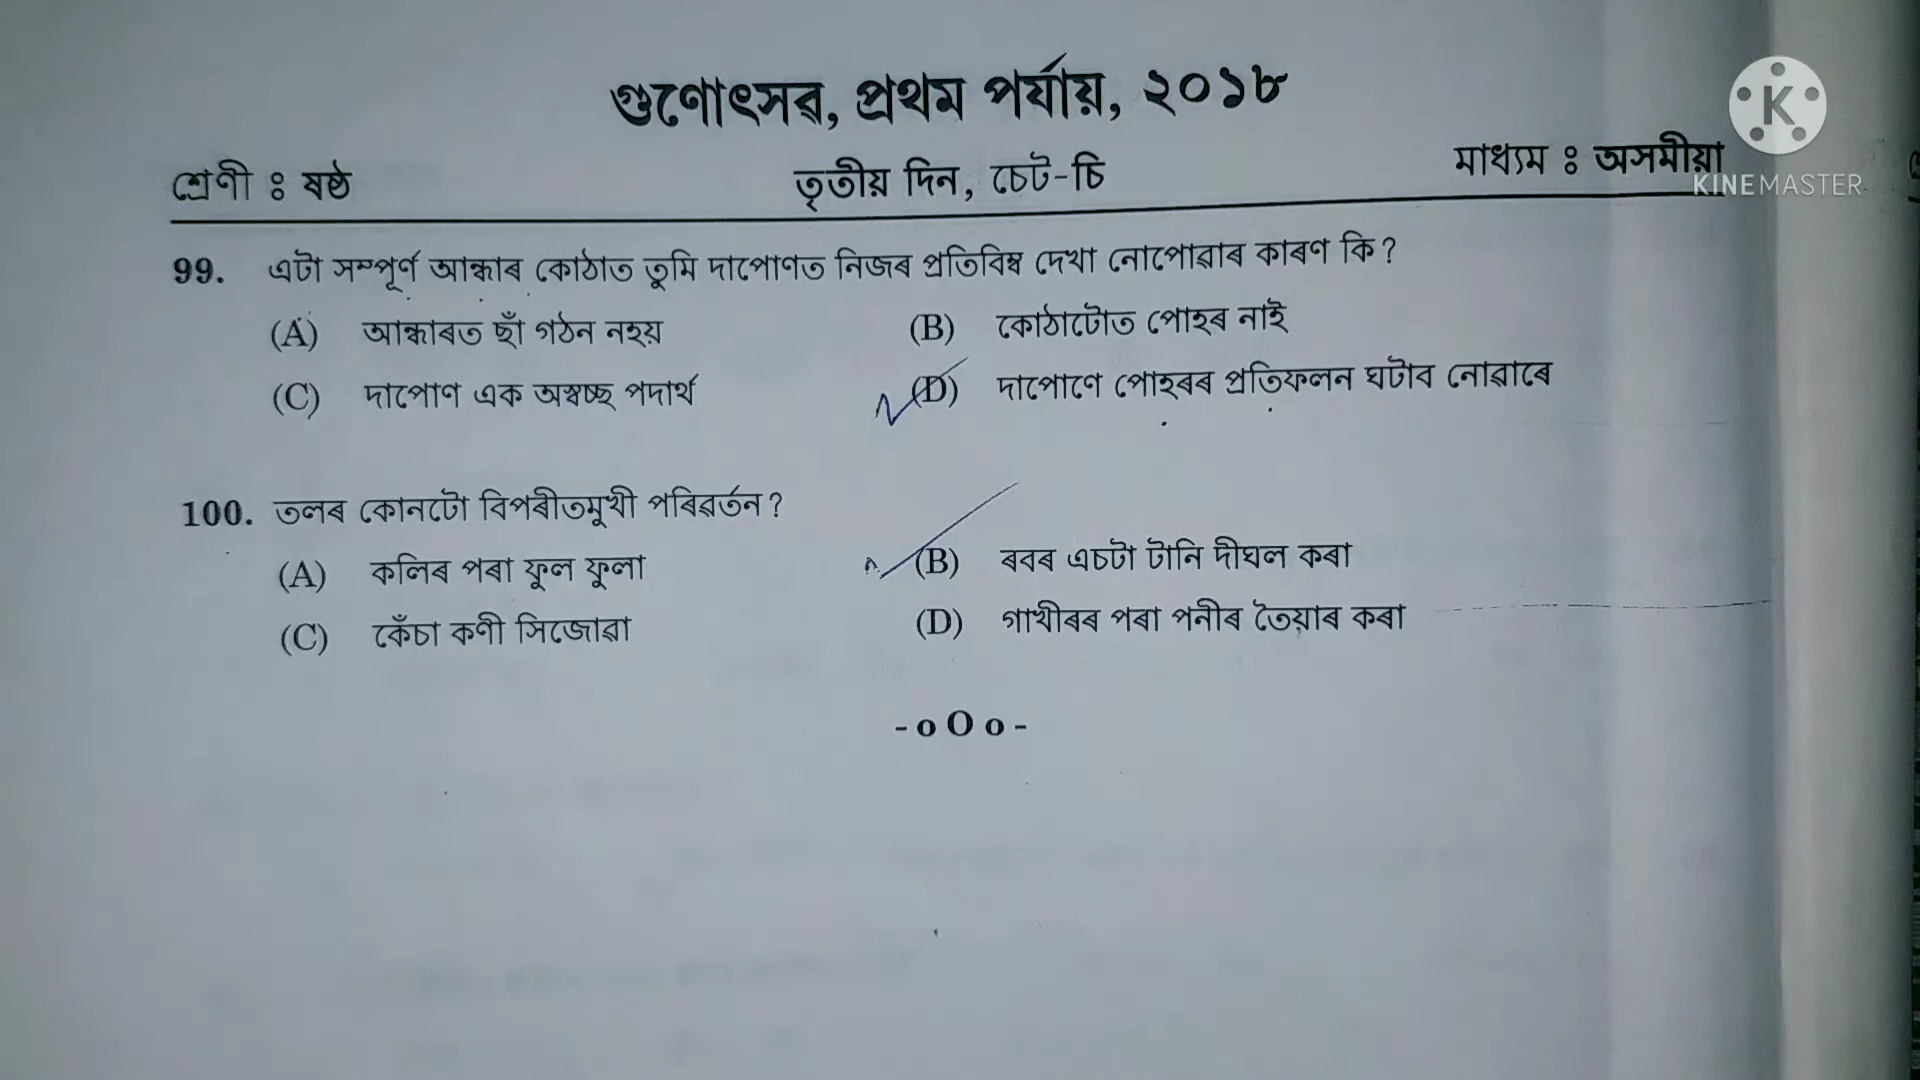 গুণোৎসৱ, প্ৰথম পৰ্যায়, ২০১৮
শ্ৰেণী ঃ ষষ্ঠ তৃতীয় দিন, চেট-চি মাধ্যম ঃ অসমীয়া
K
KINEMASTER
99. এটা সম্পূৰ্ণ আন্ধাৰ কোঠাত তুমি দাপোণত নিজৰ প্ৰতিবিম্ব দেখা নোপোৱাৰ কাৰণ কি?
(A) আন্ধাৰত ছাঁ গঠন নহয় (B) কোঠাটোত পোহৰ নাই
(C) দাপোণ এক অস্বচ্ছ পদাৰ্থ (D) দাপোণে পোহৰৰ প্ৰতিফলন ঘটাব নোৱাৰে
100. তলৰ কোনটো বিপৰীতমুখী পৰিৱৰ্তন?
(A) কলিৰ পৰা ফুল ফুলা (B) ৰবৰ এচটা টানি দীঘল কৰা
(C) কেঁচা কণী সিজোৱা (D) গাখীৰৰ পৰা পনীৰ তৈয়াৰ কৰা
- o O o -